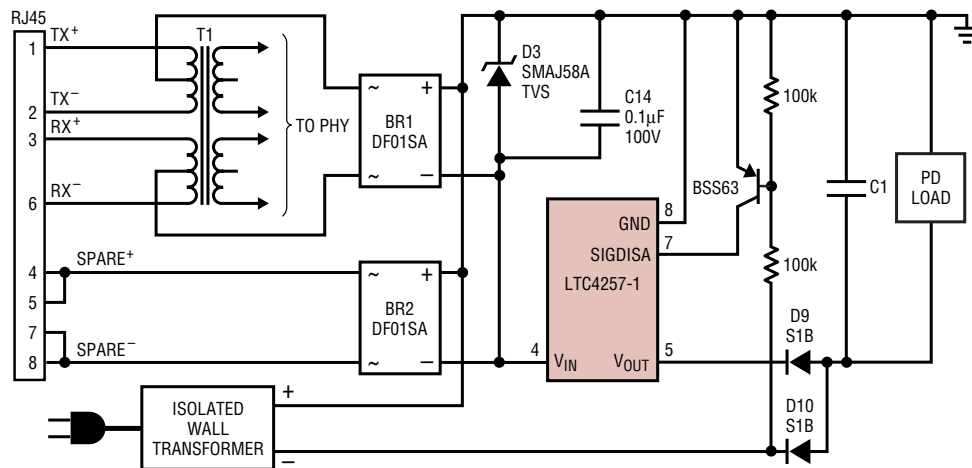 RJ45
1
TX+
2
TX−
3
RX+
6
RX−
4
SPARE+
5
7
8
SPARE−
T1
TO PHY
~
+
BR1
DF01SA
~
−
~
+
BR2
DF01SA
~
−
D3
SMAJ58A
TVS
C14
0.1µF
100V
100k
BSS63
100k
C1
PD
LOAD
GND
8
SIGDISA
7
LTC4257-1
4
VIN
VOUT
5
D9
S1B
D10
S1B
ISOLATED
WALL
TRANSFORMER
+
−